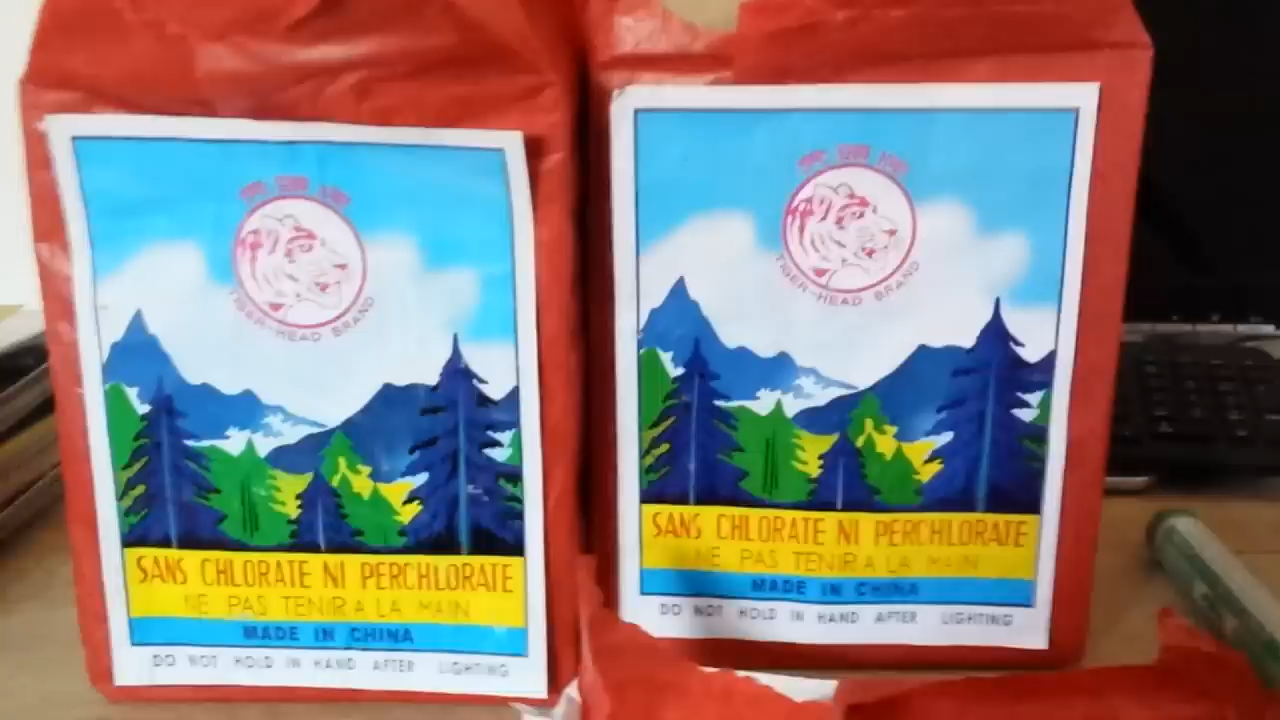 TIGER-HEAD BRAND
SANS CHLORATE NI PERCHLORATE
NE PAS TENIR A LA MAIN
MADE IN CHINA
DO NOT HOLD IN HAND AFTER LIGHTING
TIGER-HEAD BRAND
SANS CHLORATE NI PERCHLORATE
NE PAS TENIR A LA MAIN
MADE IN CHINA
DO NOT HOLD IN HAND AFTER LIGHTING